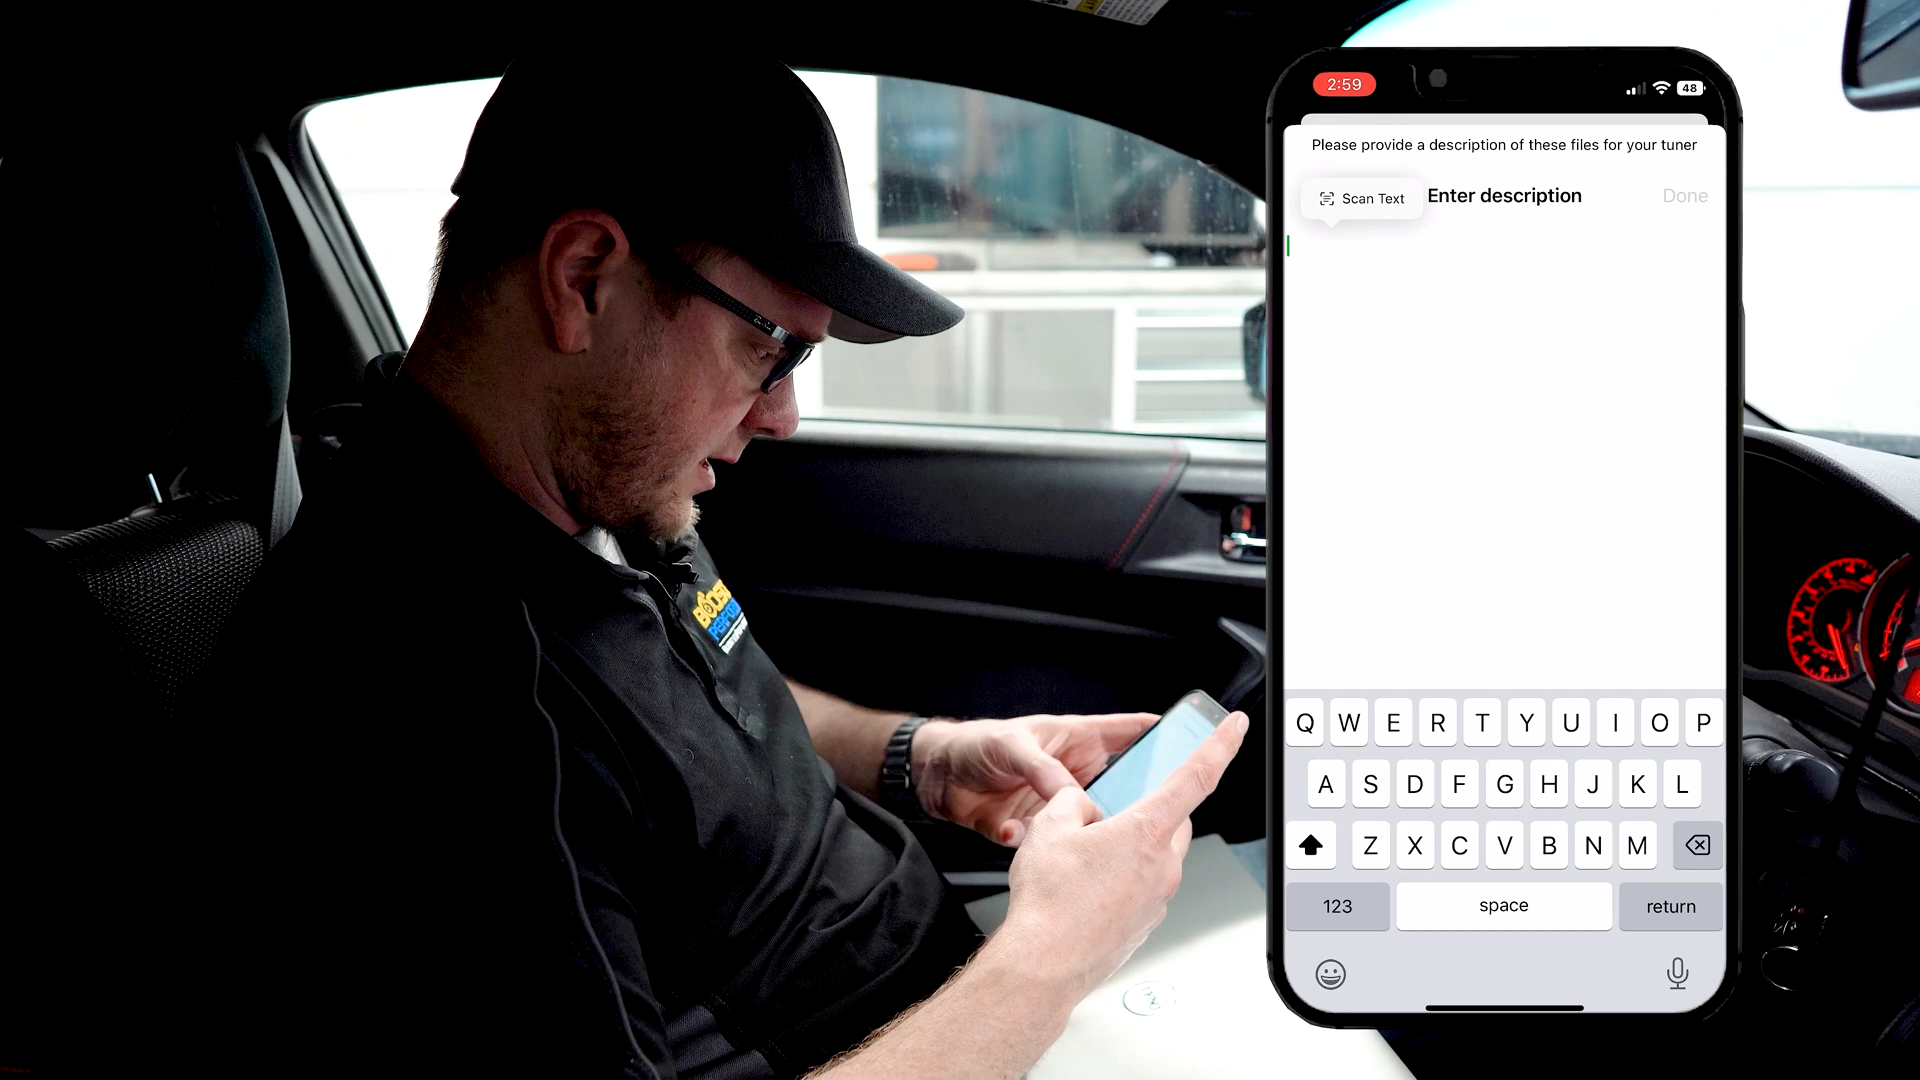 2:59
48
Please provide a description of these files for your tuner
Scan Text
Enter description
Done
Q W E R T Y U I O P
A S D F G H J K L
Z X C V B N M
123
space
return